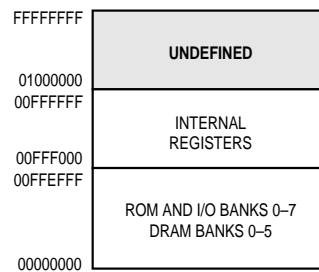 FFFFFFFF
UNDEFINED
01000000
00FFFFFF
INTERNAL
REGISTERS
00FFF000
00FFEFFF
ROM AND I/O BANKS 0–7
DRAM BANKS 0–5
00000000